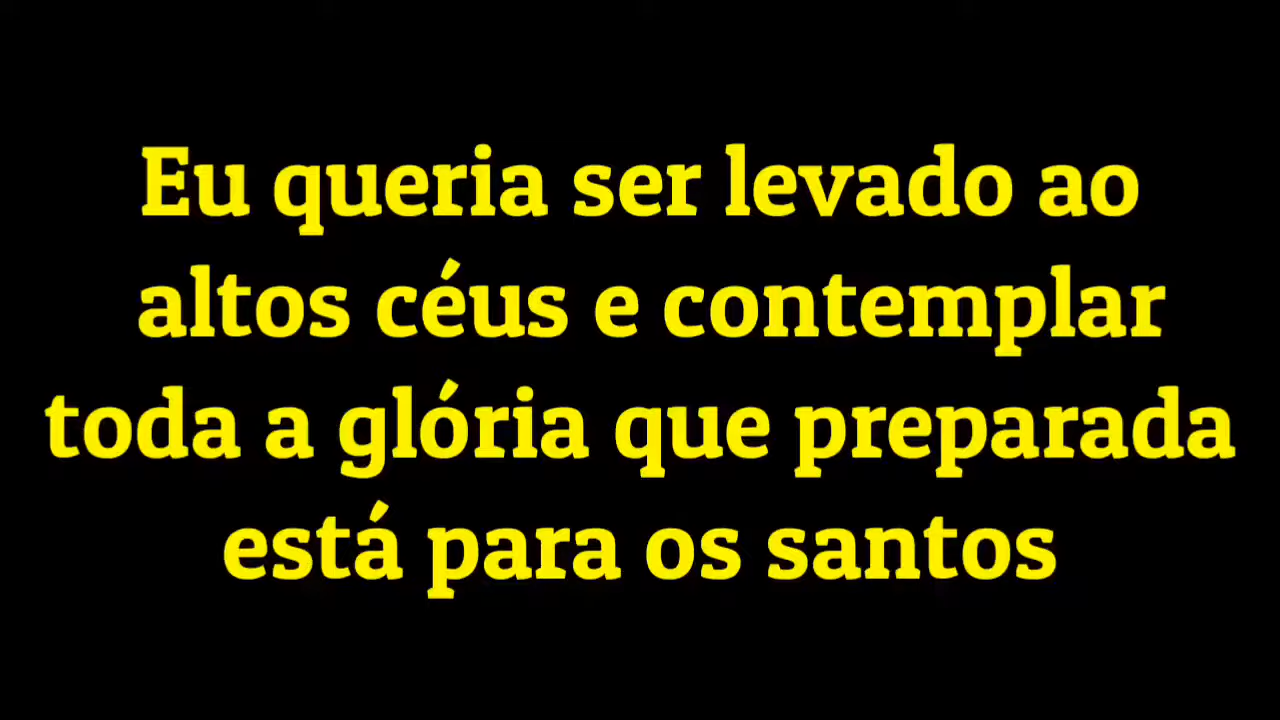 Eu queria ser levado ao
altos céus e contemplar
toda a glória que preparada
está para os santos